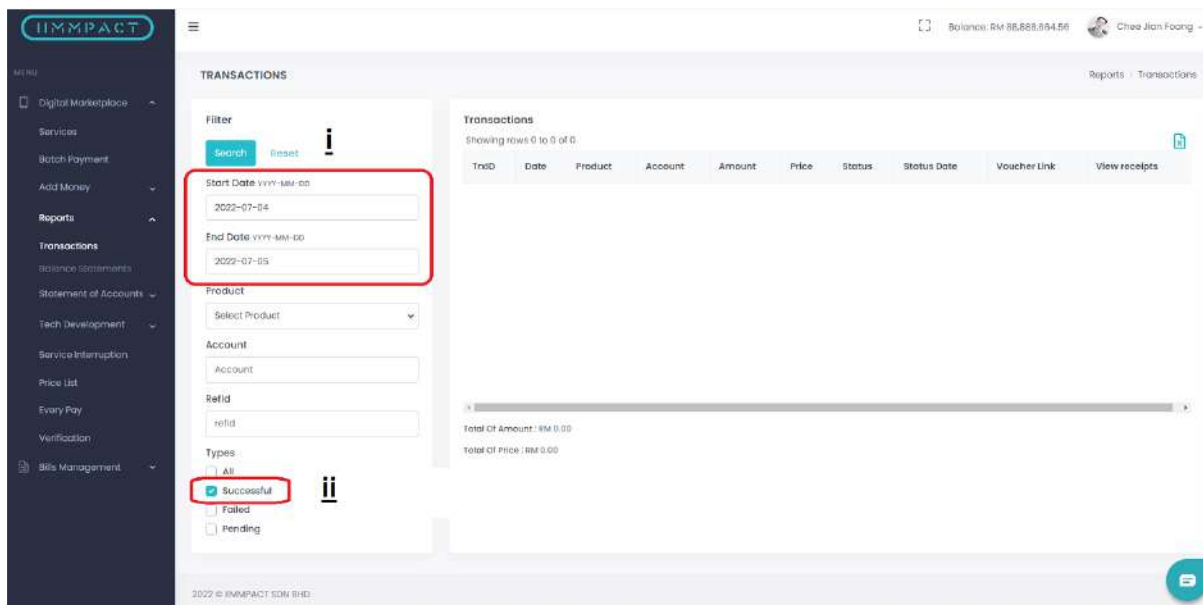 IIMMPACT
Balance: RM 88,888,664.56
Chee Jian Foong
MENU
Digital Marketplace
Services
Batch Payment
Add Money
Reports
Transactions
Balance Statements
Statement of Accounts
Tech Development
Service Interruption
Price List
Every Pay
Verification
Bills Management
TRANSACTIONS
Reports Transactions
Filter
Search Reset
i
Start Date YYYY-MM-DD
2022-07-04
End Date YYYY-MM-DD
2022-07-05
Product
Select Product
Account
Account
Refid
refid
Types
All
Successful
ii
Failed
Pending
Transactions
Showing rows 0 to 0 of 0
TrxID Date Product Account Amount Price Status Status Date Voucher Link View receipts
Total Of Amount : RM 0.00
Total Of Price : RM 0.00
2022 © IIMMPACT SDN BHD